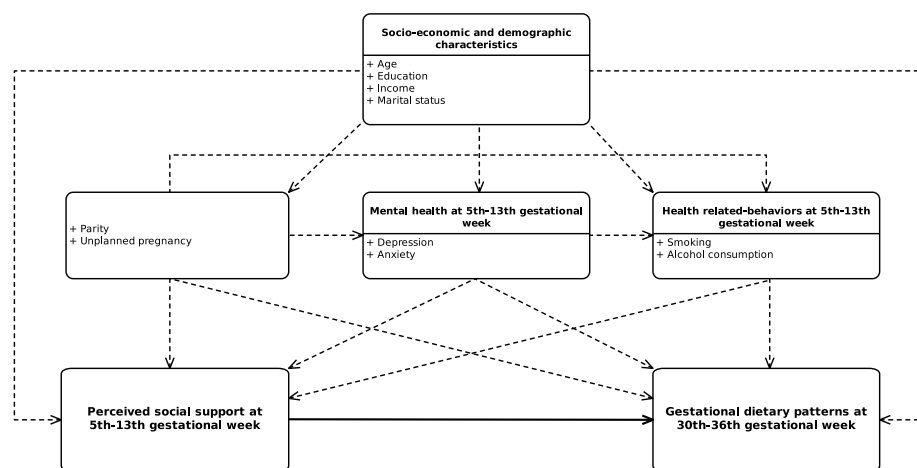 Socio-economic and demographic
characteristics
+ Age
+ Education
+ Income
+ Marital status
+ Parity
+ Unplanned pregnancy
Mental health at 5th-13th gestational
week
+ Depression
+ Anxiety
Health related-behaviors at 5th-13th
gestational week
+ Smoking
+ Alcohol consumption
Perceived social support at
5th-13th gestational week
Gestational dietary patterns at
30th-36th gestational week